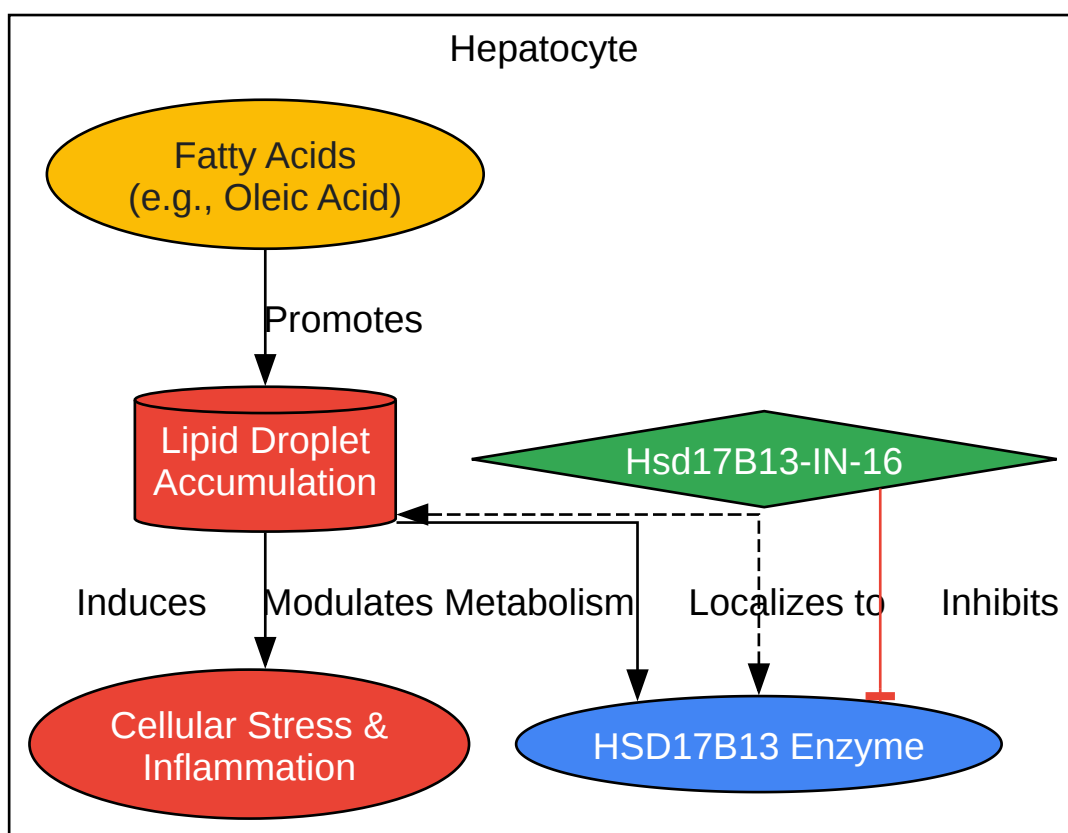 Hepatocyte
Fatty Acids
(e.g., Oleic Acid)
Promotes
Lipid Droplet
Accumulation
Hsd17B13-IN-16
Induces
Modulates Metabolism
Localizes to
Inhibits
Cellular Stress &
Inflammation
HSD17B13 Enzyme